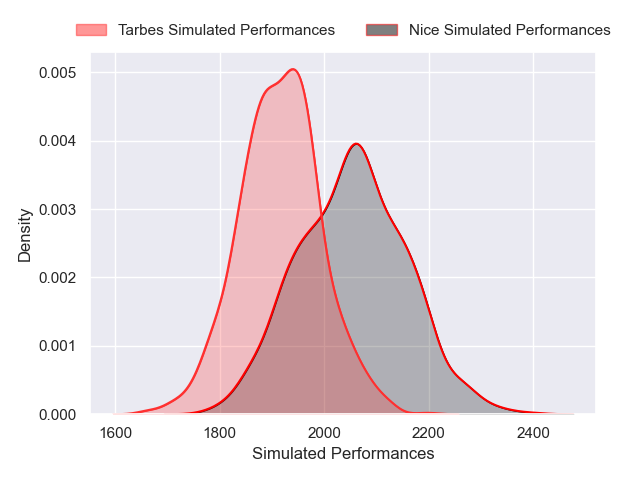 Tarbes Simulated Performances Nice Simulated Performances
0.005
0.004
0.003
0.002
0.001
0.000
Density
1600 1800 2000 2200 2400
Simulated Performances